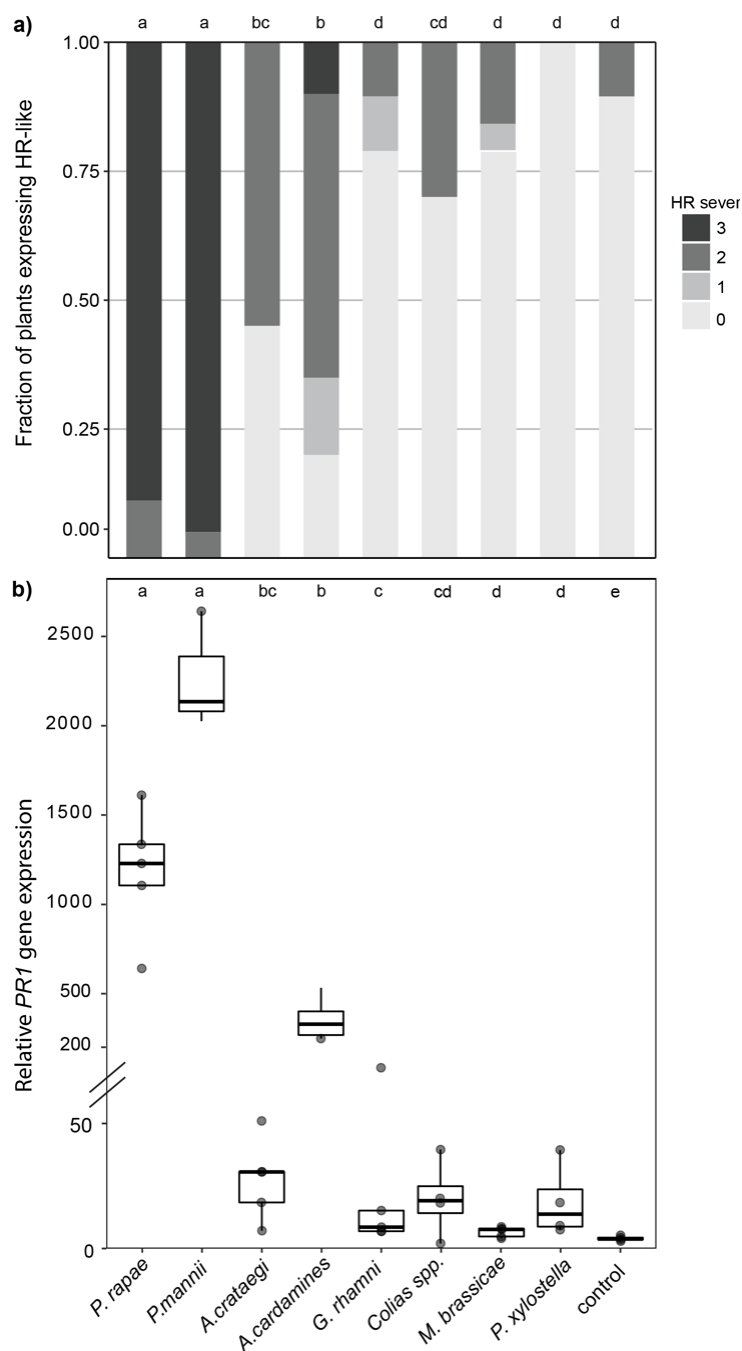 a)
a a bc b d cd d d d
Fraction of plants expressing HR-like
1.00
0.75
0.50
0.25
0.00
HR sever
3
2
1
0
b)
a a bc b c cd d d e
Relative PR1 gene expression
2500
2000
1500
1000
500
200
50
0
P. rapae
P.mannii
A.crataegi
A.cardamines
G. rhamni
Colias spp.
M. brassicae
P. xylostella
control